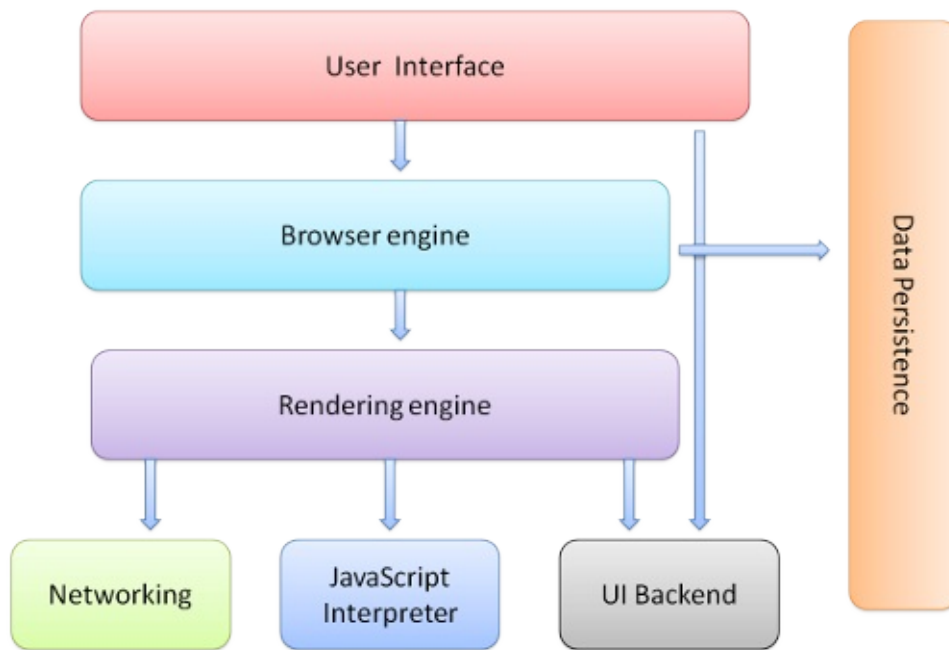 User Interface
Browser engine
Data Persistence
Rendering engine
Networking
JavaScript
Interpreter
UI Backend